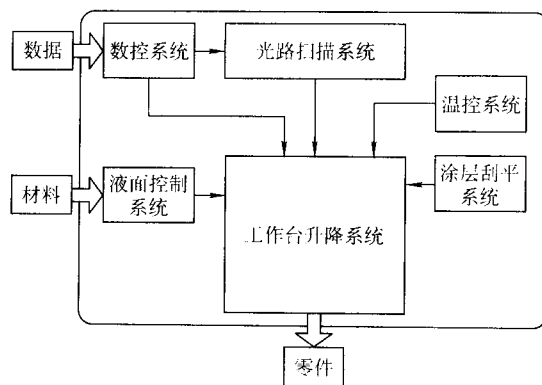 数据
数控系统
光路扫描系统
温控系统
材料
液面控制
系统
涂层刮平
系统
工作台升降系统
零件